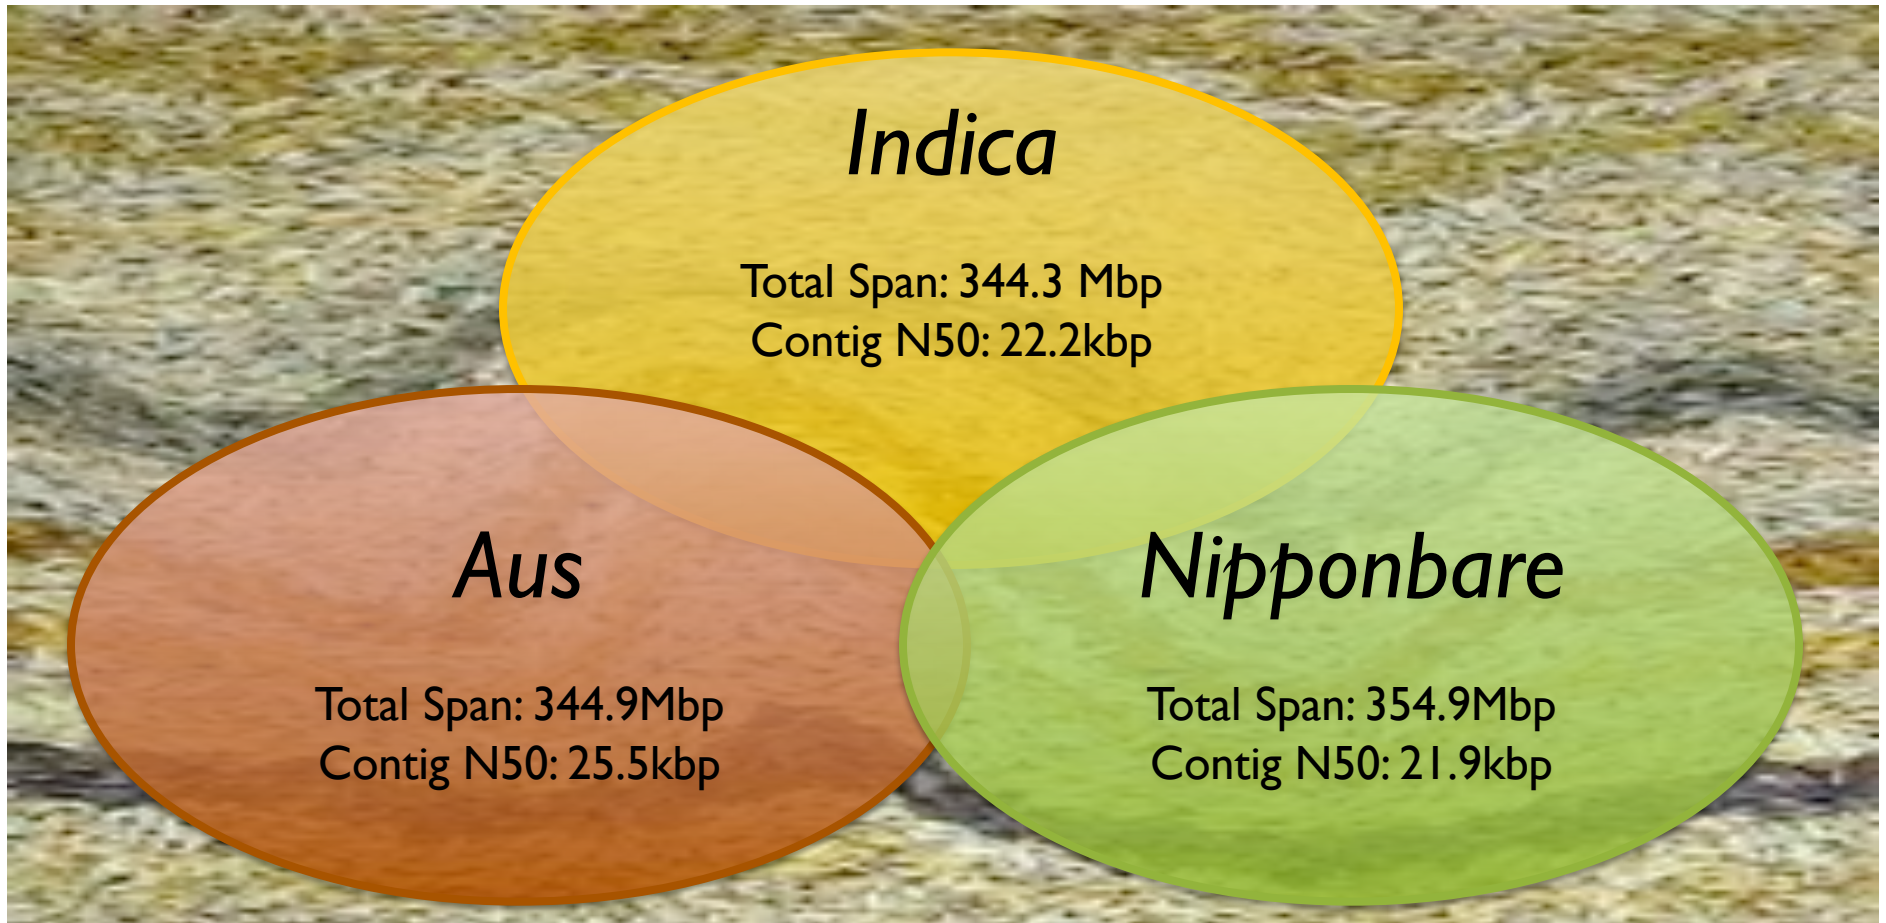 Indica
Total Span: 344.3 Mbp
Contig N50: 22.2kbp
Aus
Total Span: 344.9Mbp
Contig N50: 25.5kbp
Nipponbare
Total Span: 354.9Mbp
Contig N50: 21.9kbp